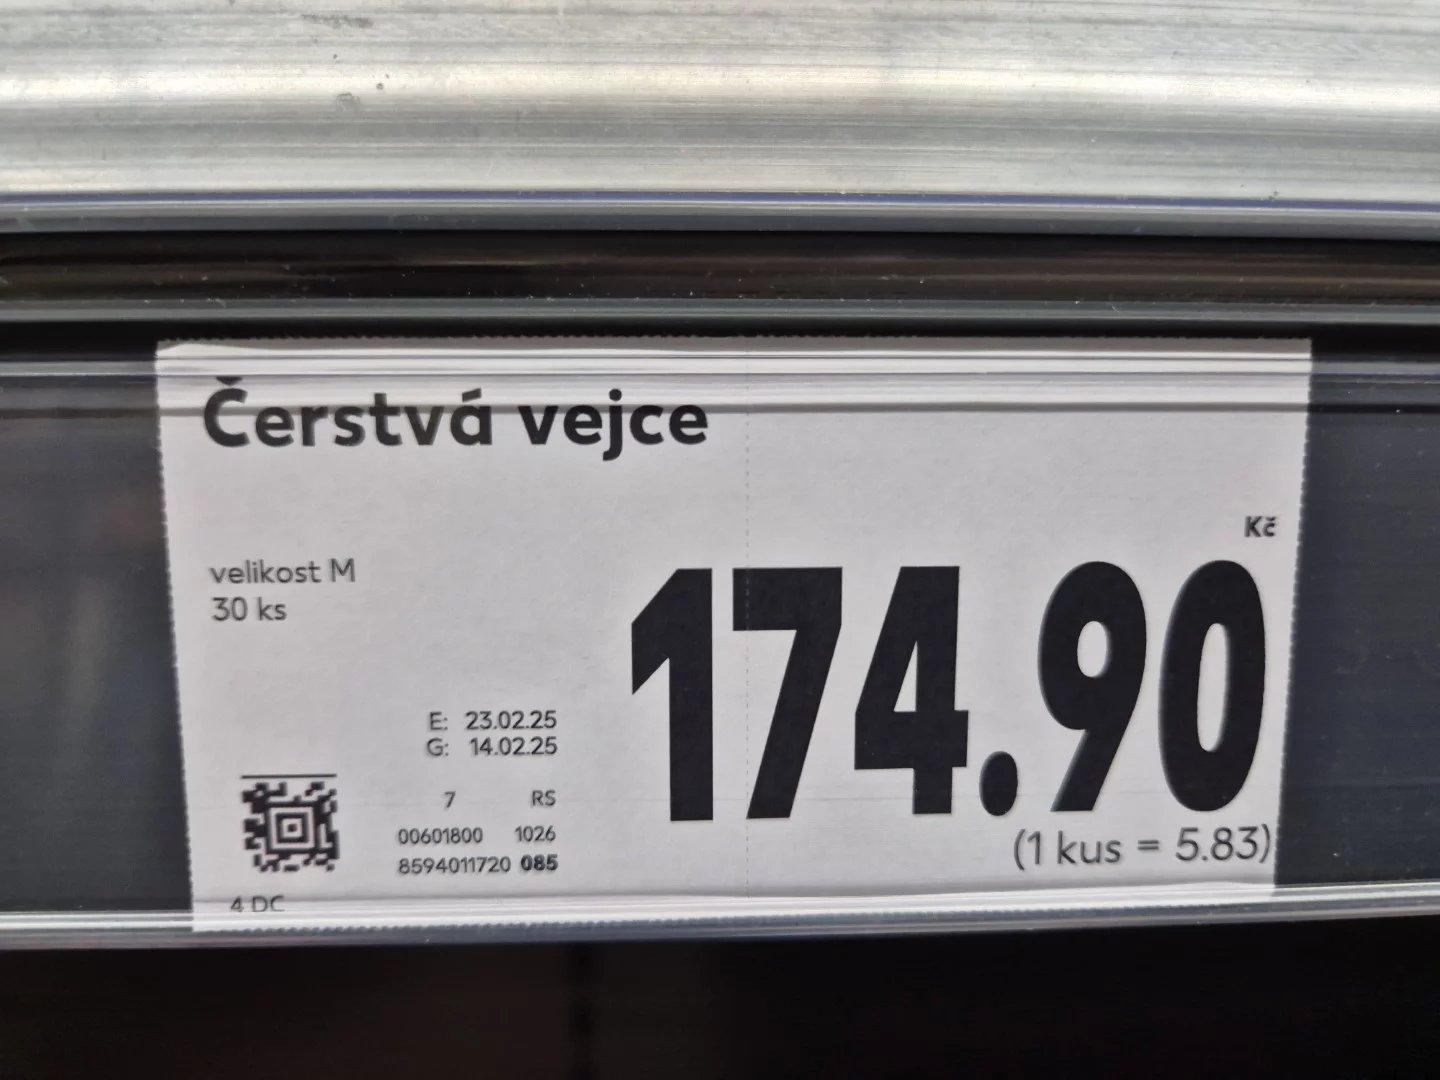 Čerstvá vejce
Kč
velikost M
30 ks
174.90
E: 23.02.25
G: 14.02.25
7 RS
00601800 1026
8594011720 085
(1 kus = 5.83)
4 DC